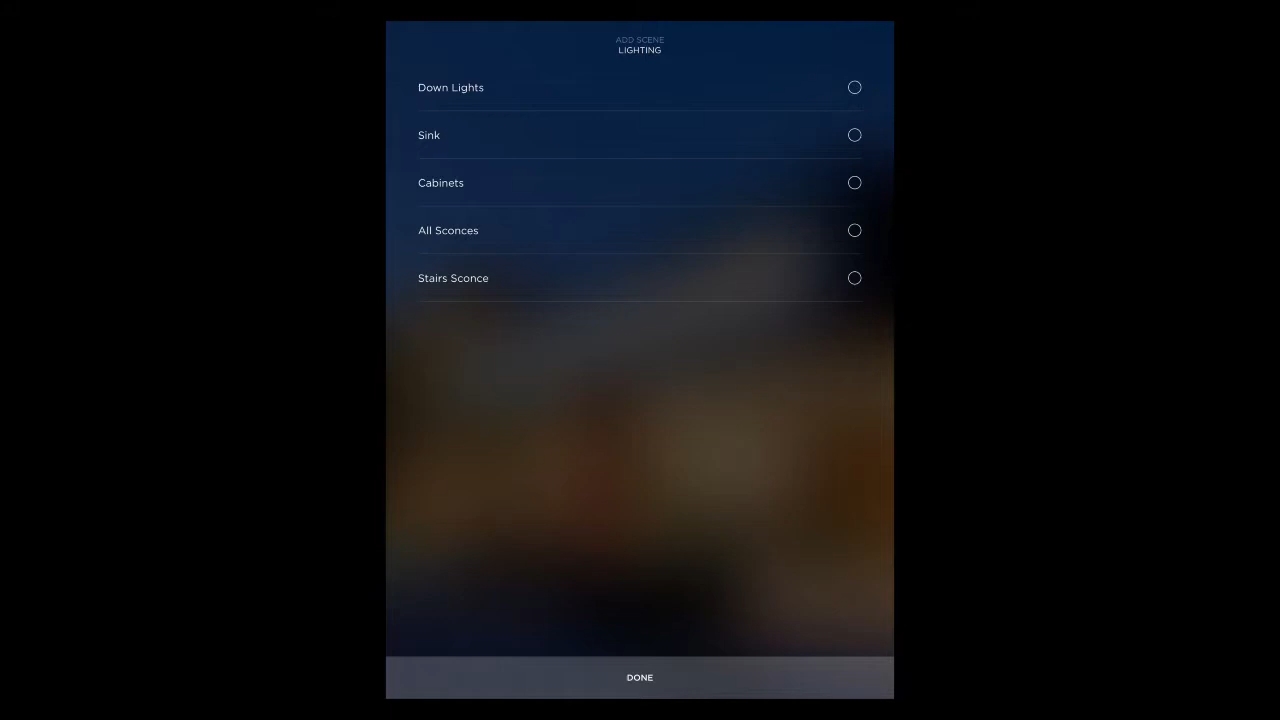 ADD SCENE
LIGHTING
Down Lights
Sink
Cabinets
All Sconces
Stairs Sconce
DONE